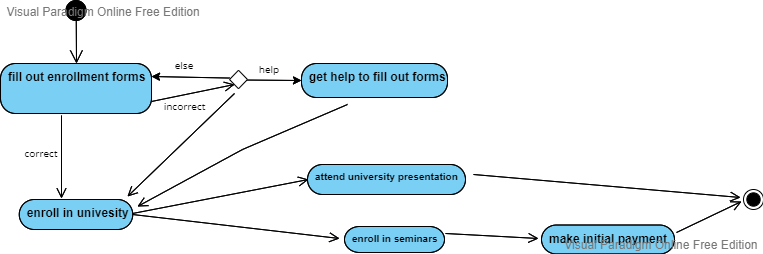 Visual Paradigm Online Free Edition
else
help
fill out enrollment forms
get help to fill out forms
incorrect
correct
attend university presentation
enroll in univesity
enroll in seminars
make initial payment
Visual Paradigm Online Free Edition